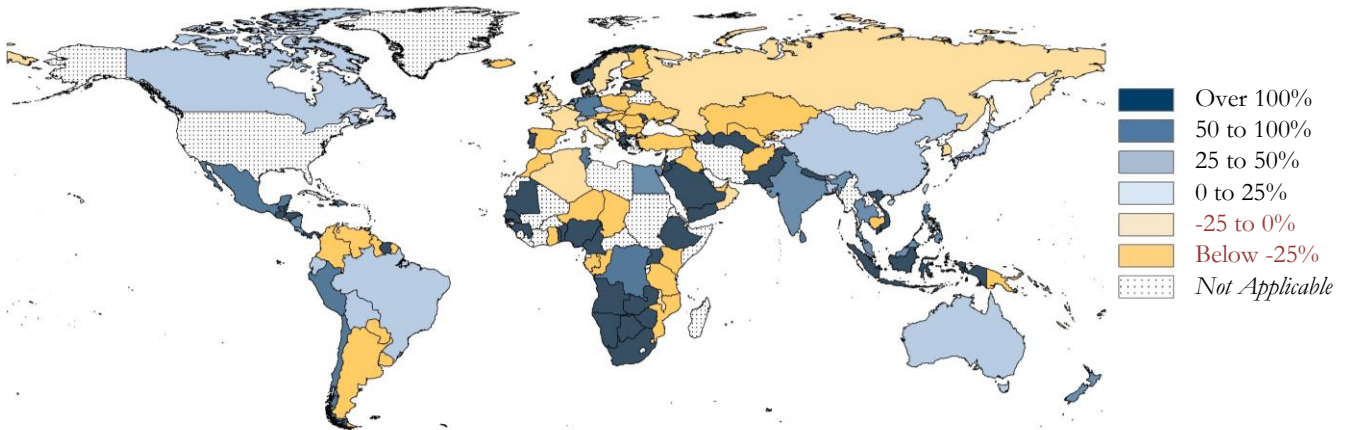 Over 100%
50 to 100%
25 to 50%
0 to 25%
-25 to 0%
Below -25%
Not Applicable